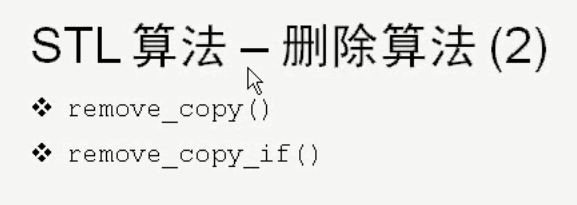 STL 算法 – 删除算法 (2)
❖ remove_copy()
❖ remove_copy_if()